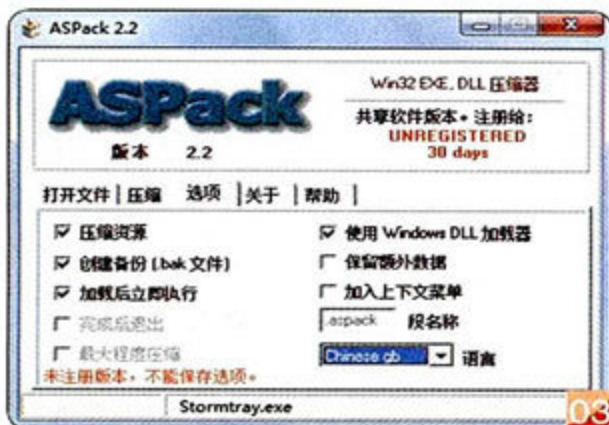 ASPack 2.2
ASPack
版本 2.2
Win32 EXE, DLL 压缩器
共享软件版本。注册给:
UNREGISTERED
30 days
打开文件 压缩 选项 关于 帮助
压缩资源
创建备份 (.bak 文件)
加载后立即执行
完成后退出
最大程度压缩
未注册版本，不能保存选项。
使用 Windows DLL 加载器
保留额外数据
加入上下文菜单
.aspack 段名称
Chinese gb 语言
Stormtray.exe
03